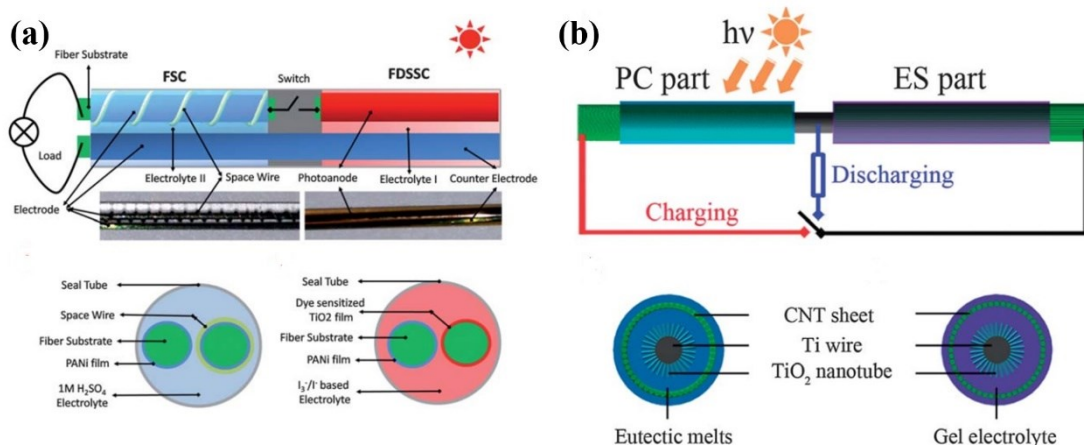 (a)
Fiber Substrate
FSC
Switch
FDSSC
Load
Electrode
Electrolyte II
Space Wire
Photoanode
Electrolyte I
Counter Electrode
Seal Tube
Space Wire
Fiber Substrate
PANi film
1M H₂SO₄
Electrolyte
Seal Tube
Dye sensitized
TiO2 film
Fiber Substrate
PANi film
I₃⁻/I⁻ based
Electrolyte
(b)
hν
PC part
ES part
Discharging
Charging
CNT sheet
Ti wire
TiO₂ nanotube
Eutectic melts
Gel electrolyte